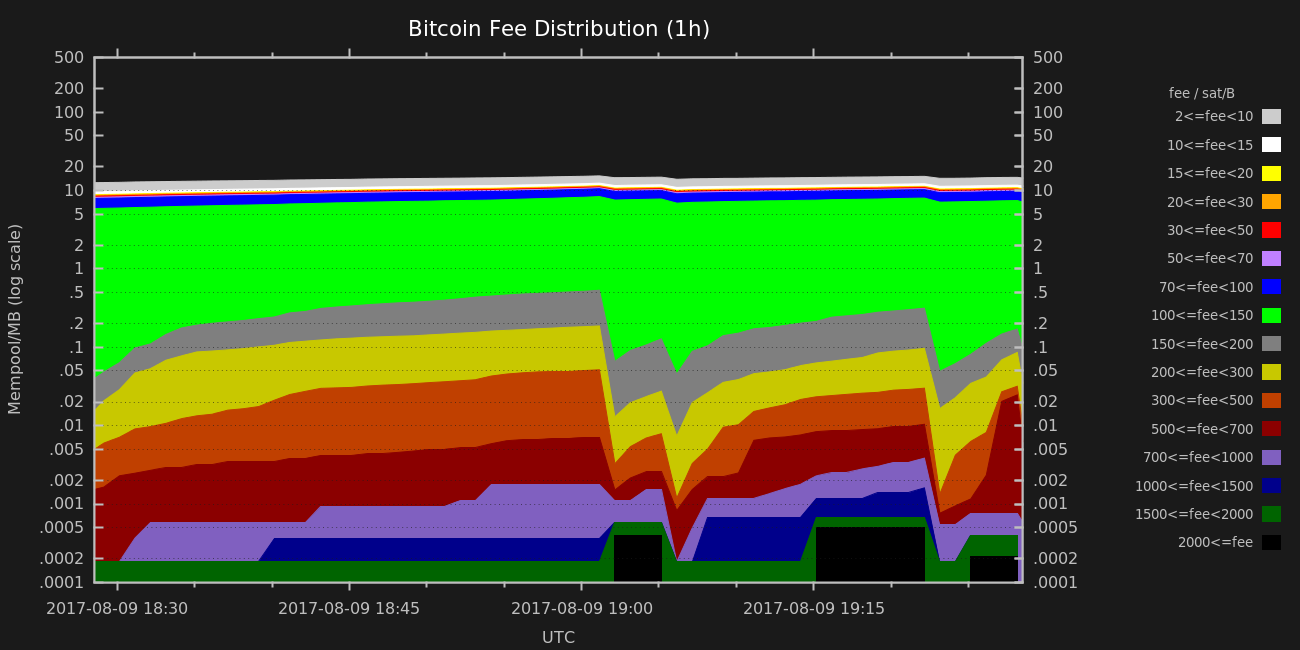 Bitcoin Fee Distribution (1h)
Mempool/MB (log scale)
500
200
100
50
20
10
5
2
1
.5
.2
.1
.05
.02
.01
.005
.002
.001
.0005
.0002
.0001
500
200
100
50
20
10
5
2
1
.5
.2
.1
.05
.02
.01
.005
.002
.001
.0005
.0002
.0001
2017-08-09 18:30
2017-08-09 18:45
2017-08-09 19:00
2017-08-09 19:15
UTC
fee / sat/B
2<=fee<10
10<=fee<15
15<=fee<20
20<=fee<30
30<=fee<50
50<=fee<70
70<=fee<100
100<=fee<150
150<=fee<200
200<=fee<300
300<=fee<500
500<=fee<700
700<=fee<1000
1000<=fee<1500
1500<=fee<2000
2000<=fee